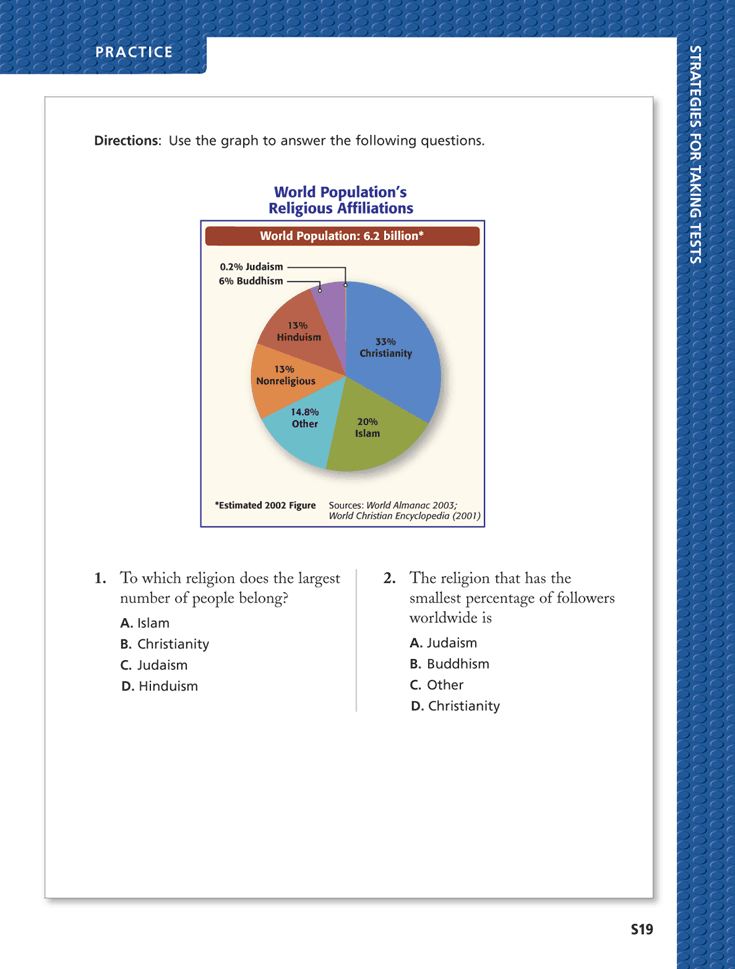 PRACTICE
STRATEGIES FOR TAKING TESTS
Directions: Use the graph to answer the following questions.
World Population's
Religious Affiliations
World Population: 6.2 billion*
0.2% Judaism
6% Buddhism
13%
Hinduism
33%
Christianity
13%
Nonreligious
14.8%
Other
20%
Islam
*Estimated 2002 Figure
Sources: World Almanac 2003;
World Christian Encyclopedia (2001)
1. To which religion does the largest
number of people belong?
A. Islam
B. Christianity
C. Judaism
D. Hinduism
2. The religion that has the
smallest percentage of followers
worldwide is
A. Judaism
B. Buddhism
C. Other
D. Christianity
S19